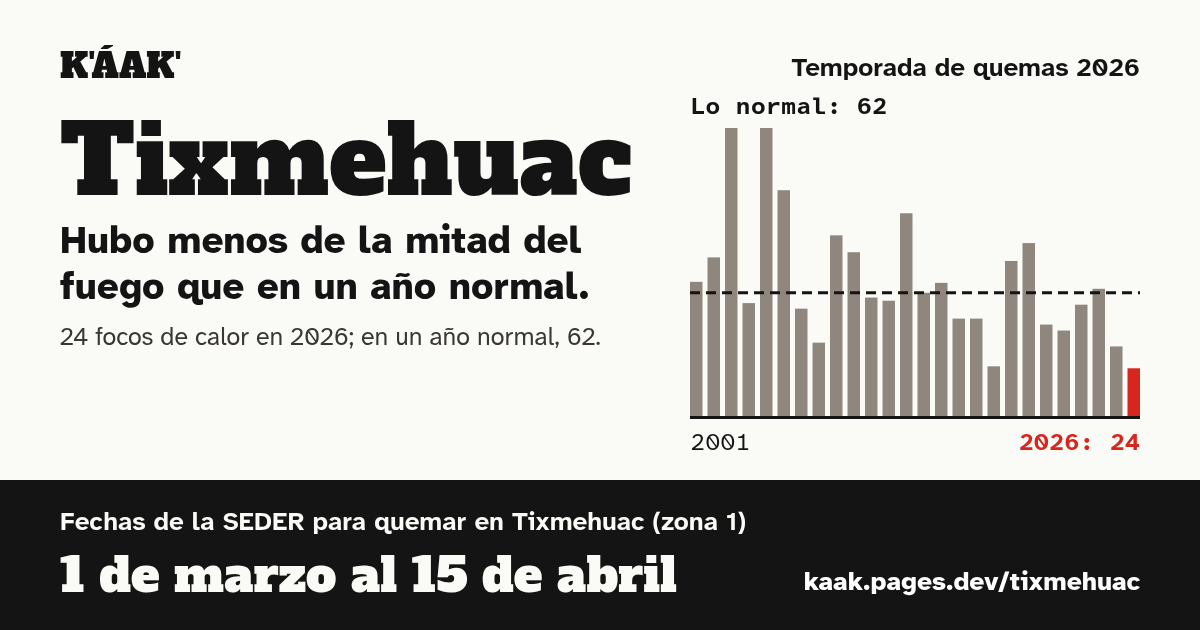 K'ÁAK'
Temporada de quemas 2026
Tixmehuac
Hubo menos de la mitad del
fuego que en un año normal.
24 focos de calor en 2026; en un año normal, 62.
Lo normal: 62
2001
2026: 24
Fechas de la SEDER para quemar en Tixmehuac (zona 1)
1 de marzo al 15 de abril
kaak.pages.dev/tixmehuac